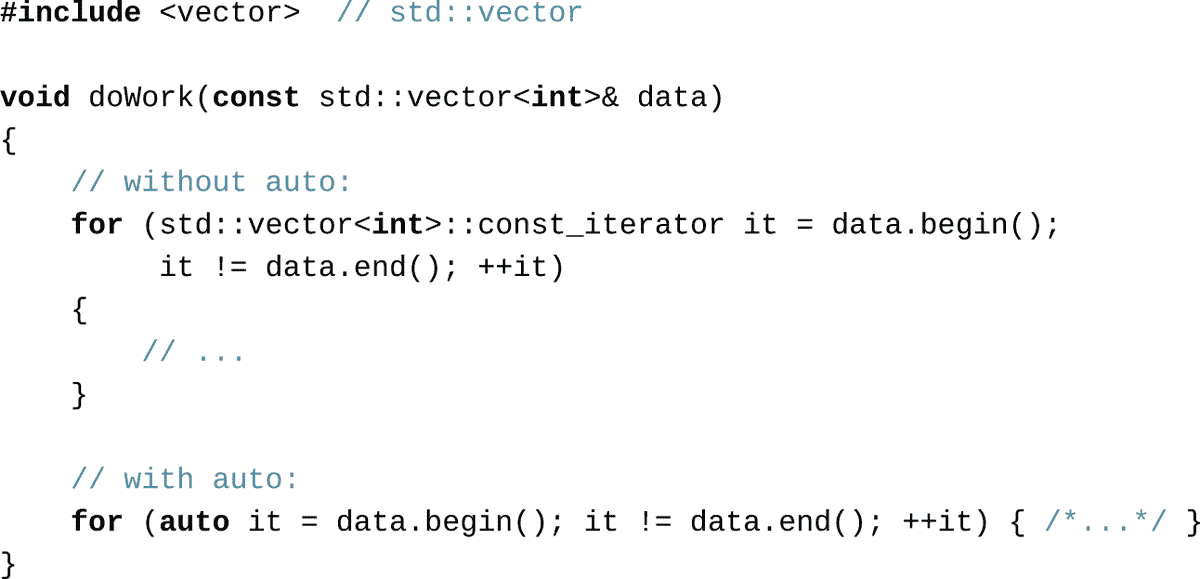 #include <vector>  // std::vector

void doWork(const std::vector<int>& data)
{
    // without auto:
    for (std::vector<int>::const_iterator it = data.begin();
         it != data.end(); ++it)
    {
        // ...
    }

    // with auto:
    for (auto it = data.begin(); it != data.end(); ++it) { /*...*/ }
}